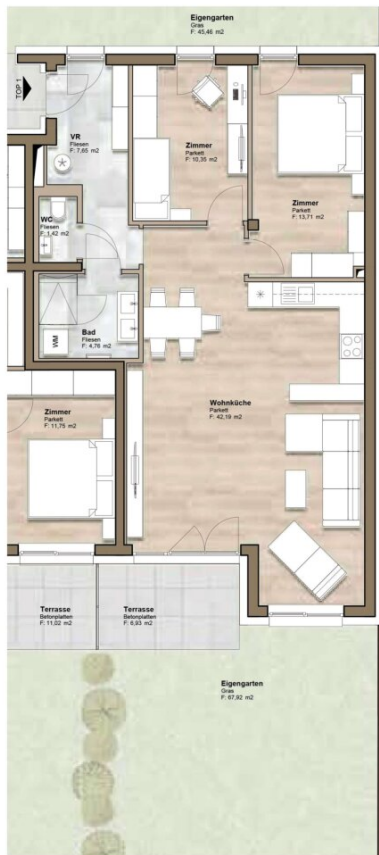 Eigengarten
Gras
F: 45,46 m2
TOP 1
VR
Fliesen
F: 7,65 m2
Zimmer
Parkett
F: 10,35 m2
Zimmer
Parkett
F: 13,71 m2
WC
Fliesen
F: 1,42 m2
Bad
Fliesen
F: 4,76 m2
WM
Wohnküche
Parkett
F: 42,19 m2
Zimmer
Parkett
F: 11,75 m2
Terrasse
Betonplatten
F: 11,02 m2
Terrasse
Betonplatten
F: 6,93 m2
Eigengarten
Gras
F: 67,92 m2